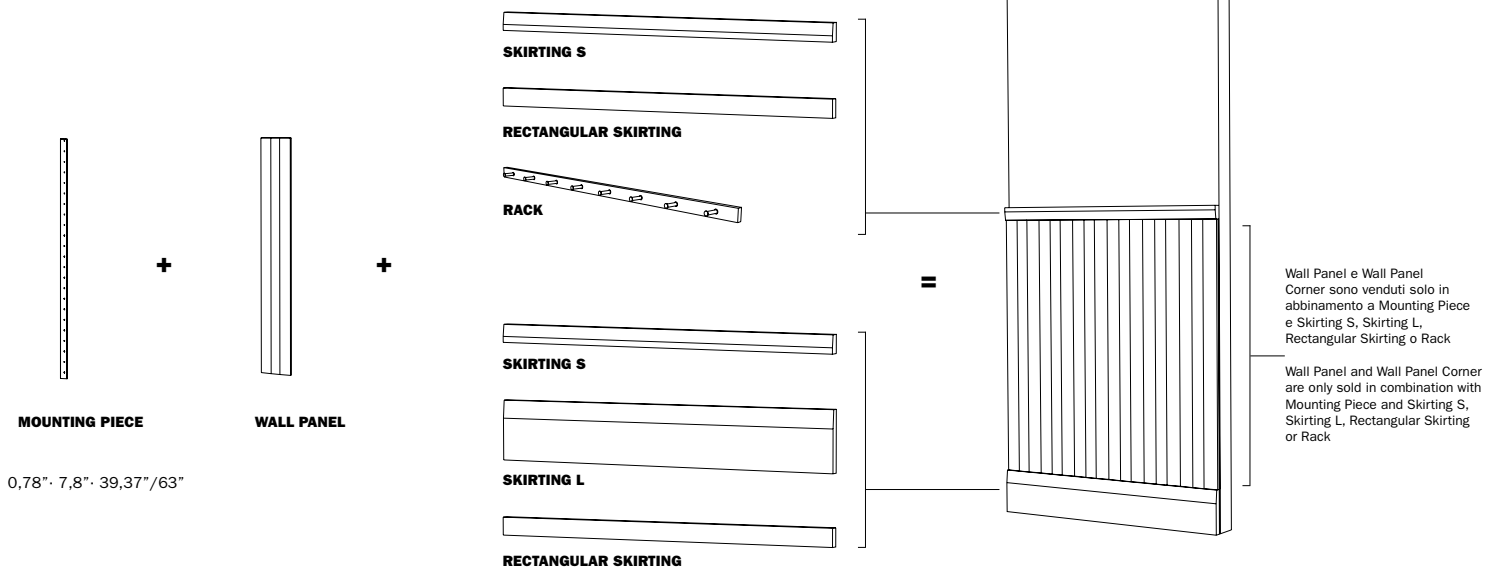 MOUNTING PIECE
0,78”· 7,8”· 39,37”/63”
+
WALL PANEL
+
SKIRTING S
RECTANGULAR SKIRTING
RACK
SKIRTING S
SKIRTING L
RECTANGULAR SKIRTING
=
Wall Panel e Wall Panel
Corner sono venduti solo in
abbinamento a Mounting Piece
e Skirting S, Skirting L,
Rectangular Skirting o Rack
Wall Panel and Wall Panel Corner
are only sold in combination with
Mounting Piece and Skirting S,
Skirting L, Rectangular Skirting
or Rack